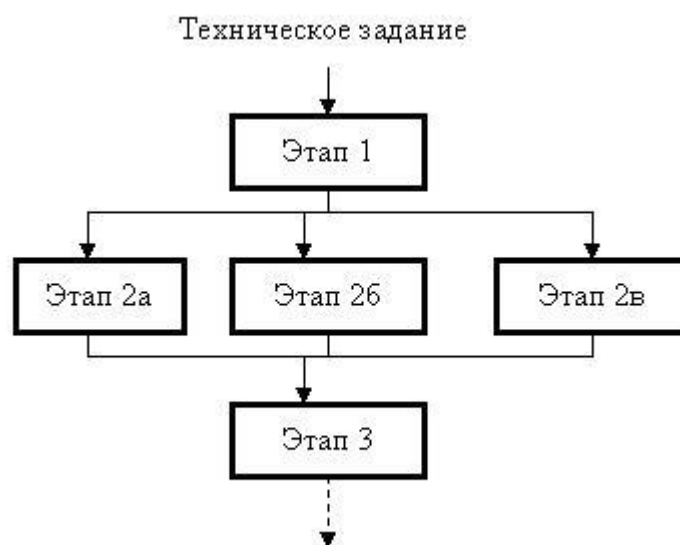 Техническое задание
Этап 1
Этап 2а
Этап 2б
Этап 2в
Этап 3